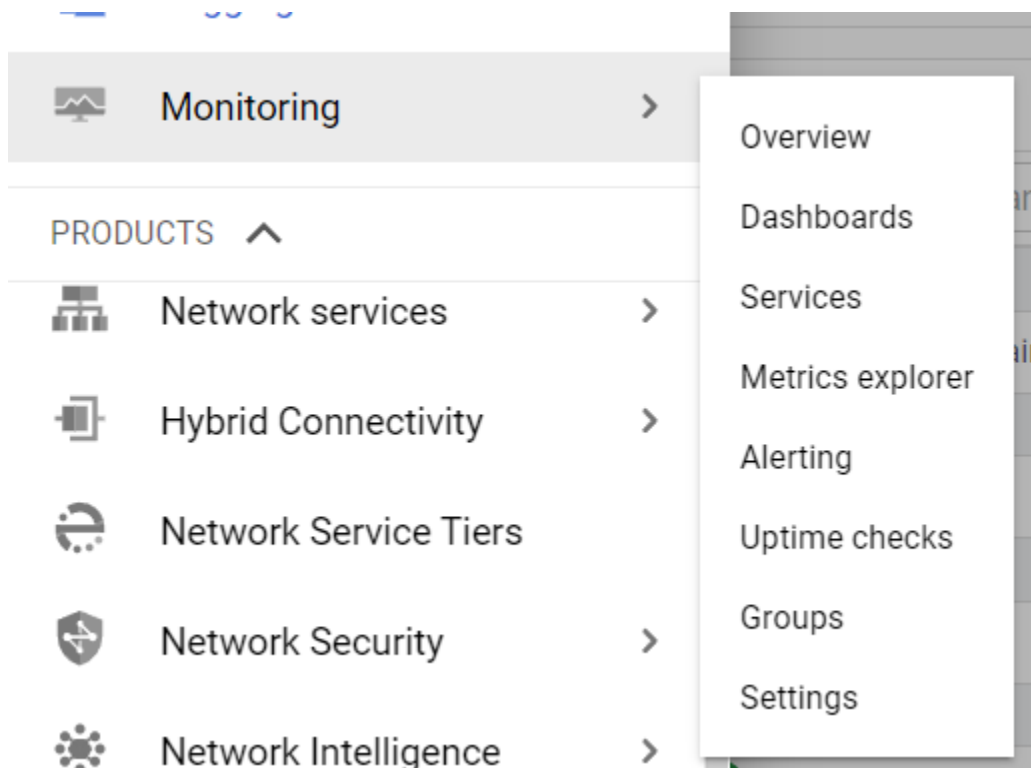 Monitoring
PRODUCTS
Network services
Hybrid Connectivity
Network Service Tiers
Network Security
Network Intelligence
Overview
Dashboards
Services
Metrics explorer
Alerting
Uptime checks
Groups
Settings